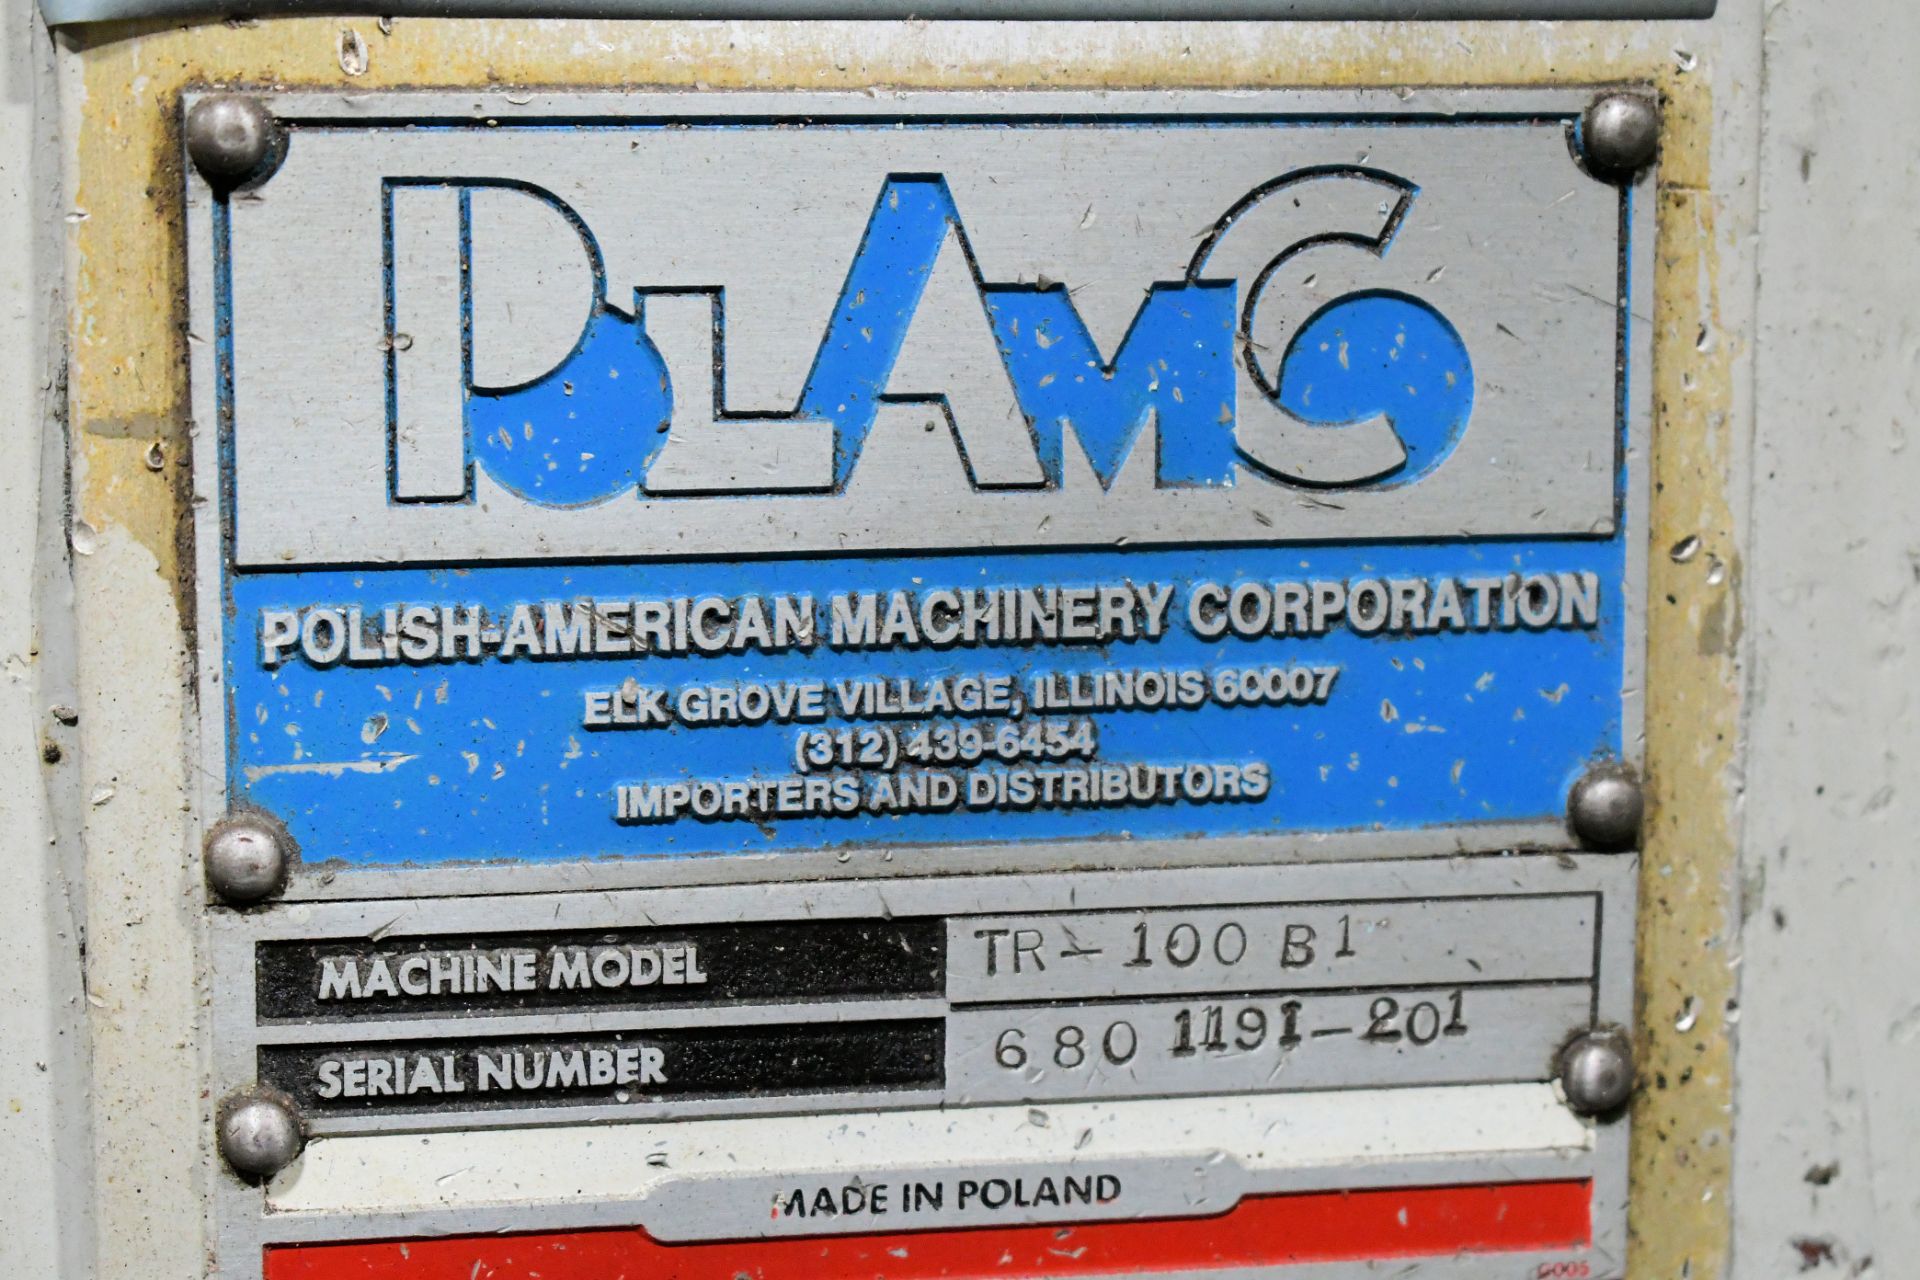 POLAMCO
POLISH-AMERICAN MACHINERY CORPORATION
ELK GROVE VILLAGE, ILLINOIS 60007
(312) 439-6454
IMPORTERS AND DISTRIBUTORS
MACHINE MODEL TR-100 B1
SERIAL NUMBER 680 1191-201
MADE IN POLAND